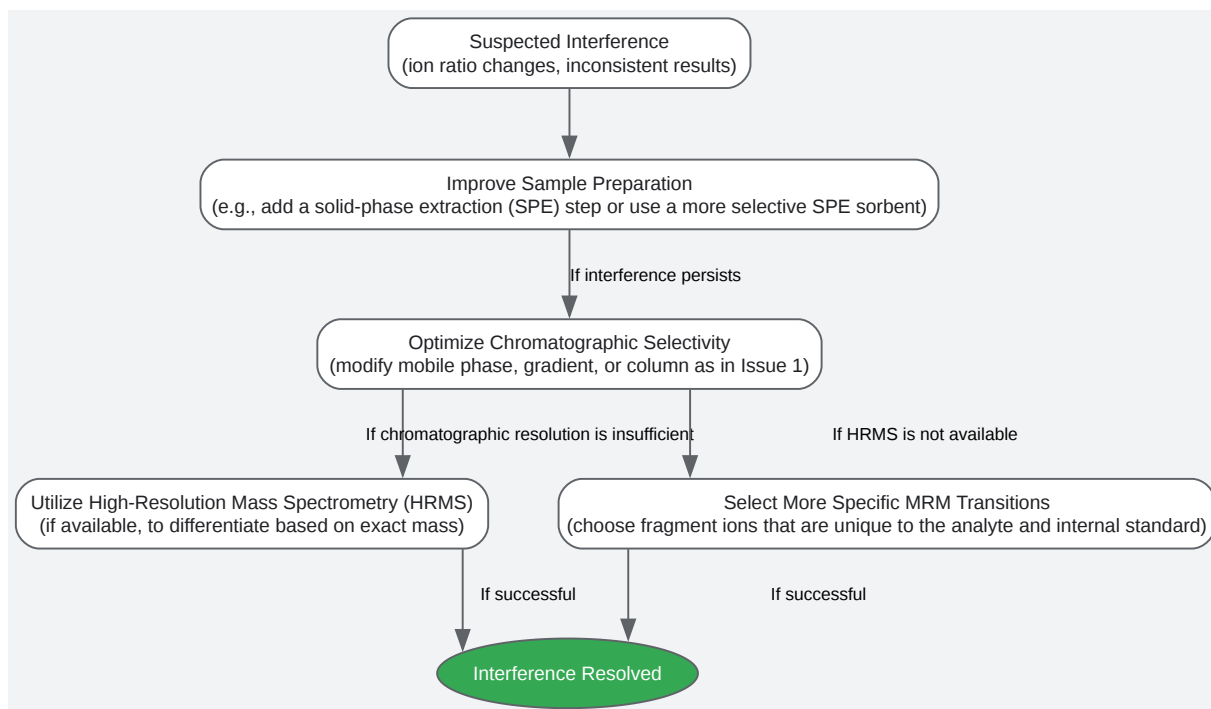 Suspected Interference
(ion ratio changes, inconsistent results)
Improve Sample Preparation
(e.g., add a solid-phase extraction (SPE) step or use a more selective SPE sorbent)
If interference persists
Optimize Chromatographic Selectivity
(modify mobile phase, gradient, or column as in Issue 1)
If chromatographic resolution is insufficient
If HRMS is not available
Utilize High-Resolution Mass Spectrometry (HRMS)
(if available, to differentiate based on exact mass)
Select More Specific MRM Transitions
(choose fragment ions that are unique to the analyte and internal standard)
If successful
If successful
Interference Resolved